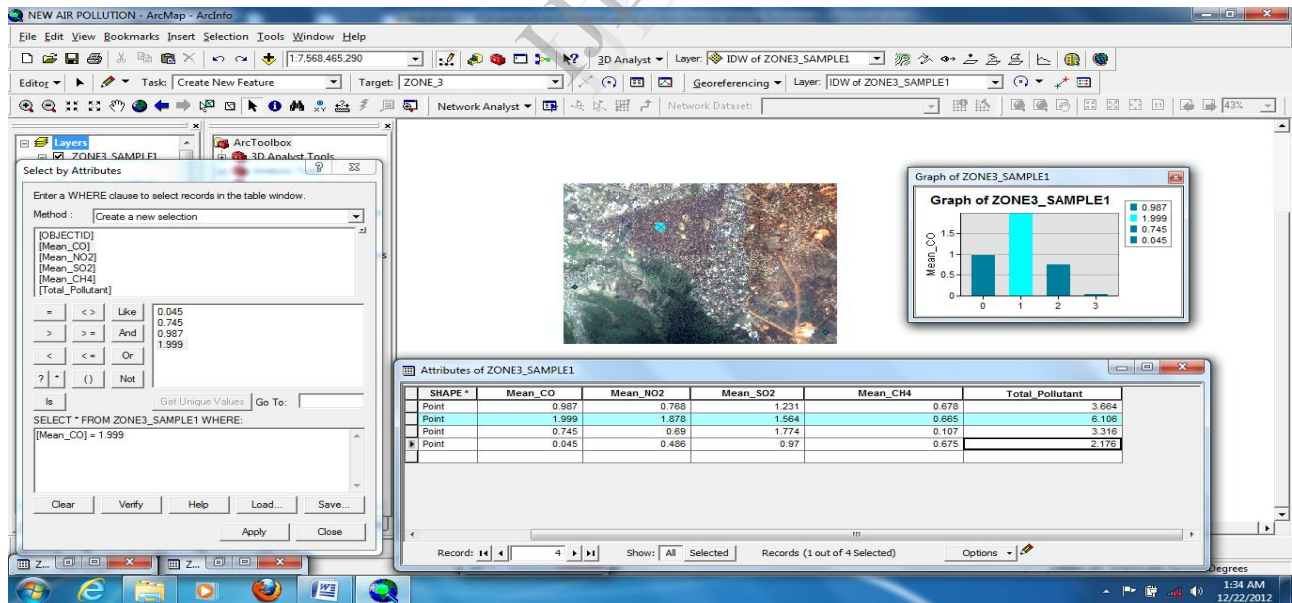 NEW AIR POLLUTION - ArcMap - ArcInfo
File Edit View Bookmarks Insert Selection Tools Window Help
1:7,568,465,290 3D Analyst Layer: IDW of ZONE3_SAMPLE1
Editor Task: Create New Feature Target: ZONE_3 Georeferencing Layer: IDW of ZONE3_SAMPLE1
Network Analyst Network Dataset: 43%
Layers
ZONE3_SAMPLE1
ArcToolbox
3D Analyst Tools
Select by Attributes
Enter a WHERE clause to select records in the table window.
Method : Create a new selection
[OBJECTID]
[Mean_CO]
[Mean_NO2]
[Mean_SO2]
[Mean_CH4]
[Total_Pollutant]
= <> Like
> >= And
< <= Or
? * () Not
Is
0.045
0.745
0.987
1.999
Get Unique Values Go To:
SELECT * FROM ZONE3_SAMPLE1 WHERE:
[Mean_CO] = 1.999
Clear Verify Help Load... Save...
Apply Close
Graph of ZONE3_SAMPLE1
Graph of ZONE3_SAMPLE1
Mean_CO
1.5
1
0.5
0
0 1 2 3
0.987
1.999
0.745
0.045
Attributes of ZONE3_SAMPLE1
SHAPE * Mean_CO Mean_NO2 Mean_SO2 Mean_CH4 Total_Pollutant
Point 0.987 0.768 1.231 0.678 3.664
Point 1.999 1.878 1.564 0.665 6.106
Point 0.745 0.69 1.774 0.107 3.316
Point 0.045 0.486 0.97 0.675 2.176
Record: 4 Show: All Selected Records (1 out of 4 Selected) Options
Z... Z...
Degrees
1:34 AM
12/22/2012